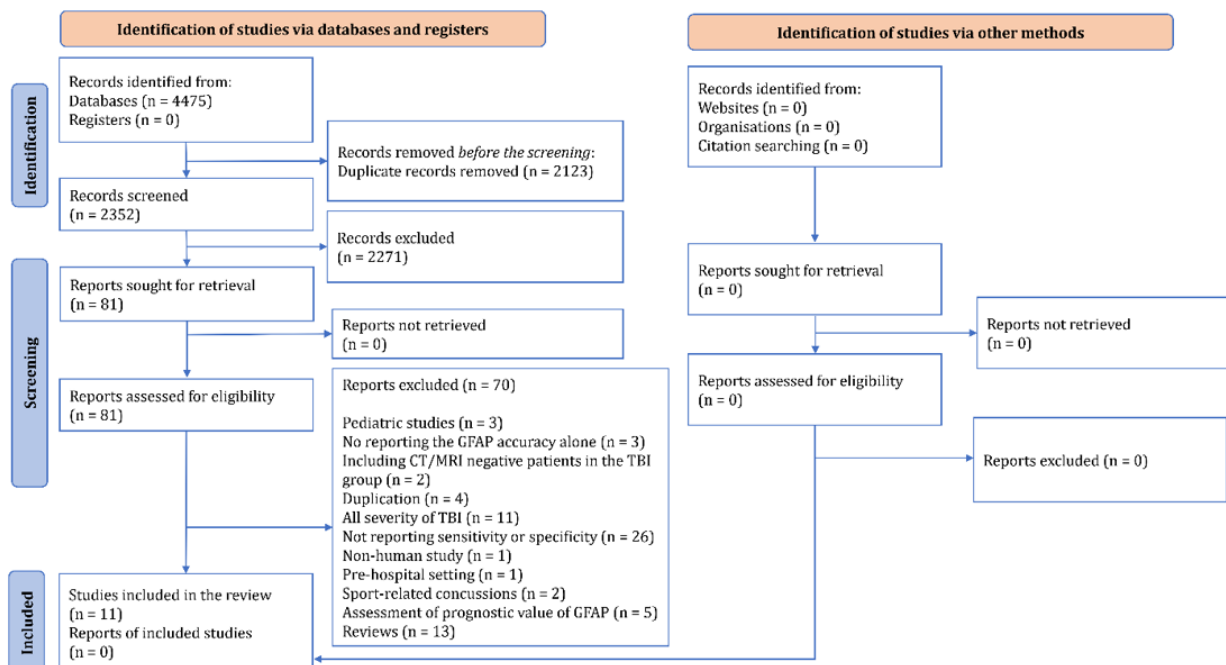 Identification of studies via databases and registers
Identification of studies via other methods
Identification
Records identified from:
Databases (n = 4475)
Registers (n = 0)
Records removed before the screening:
Duplicate records removed (n = 2123)
Records screened
(n = 2352)
Records excluded
(n = 2271)
Records identified from:
Websites (n = 0)
Organisations (n = 0)
Citation searching (n = 0)
Screening
Reports sought for retrieval
(n = 81)
Reports not retrieved
(n = 0)
Reports assessed for eligibility
(n = 81)
Reports excluded (n = 70)
Pediatric studies (n = 3)
No reporting the GFAP accuracy alone (n = 3)
Including CT/MRI negative patients in the TBI
group (n = 2)
Duplication (n = 4)
All severity of TBI (n = 11)
Not reporting sensitivity or specificity (n = 26)
Non-human study (n = 1)
Pre-hospital setting (n = 1)
Sport-related concussions (n = 2)
Assessment of prognostic value of GFAP (n = 5)
Reviews (n = 13)
Reports sought for retrieval
(n = 0)
Reports not retrieved
(n = 0)
Reports assessed for eligibility
(n = 0)
Reports excluded (n = 0)
Included
Studies included in the review
(n = 11)
Reports of included studies
(n = 0)